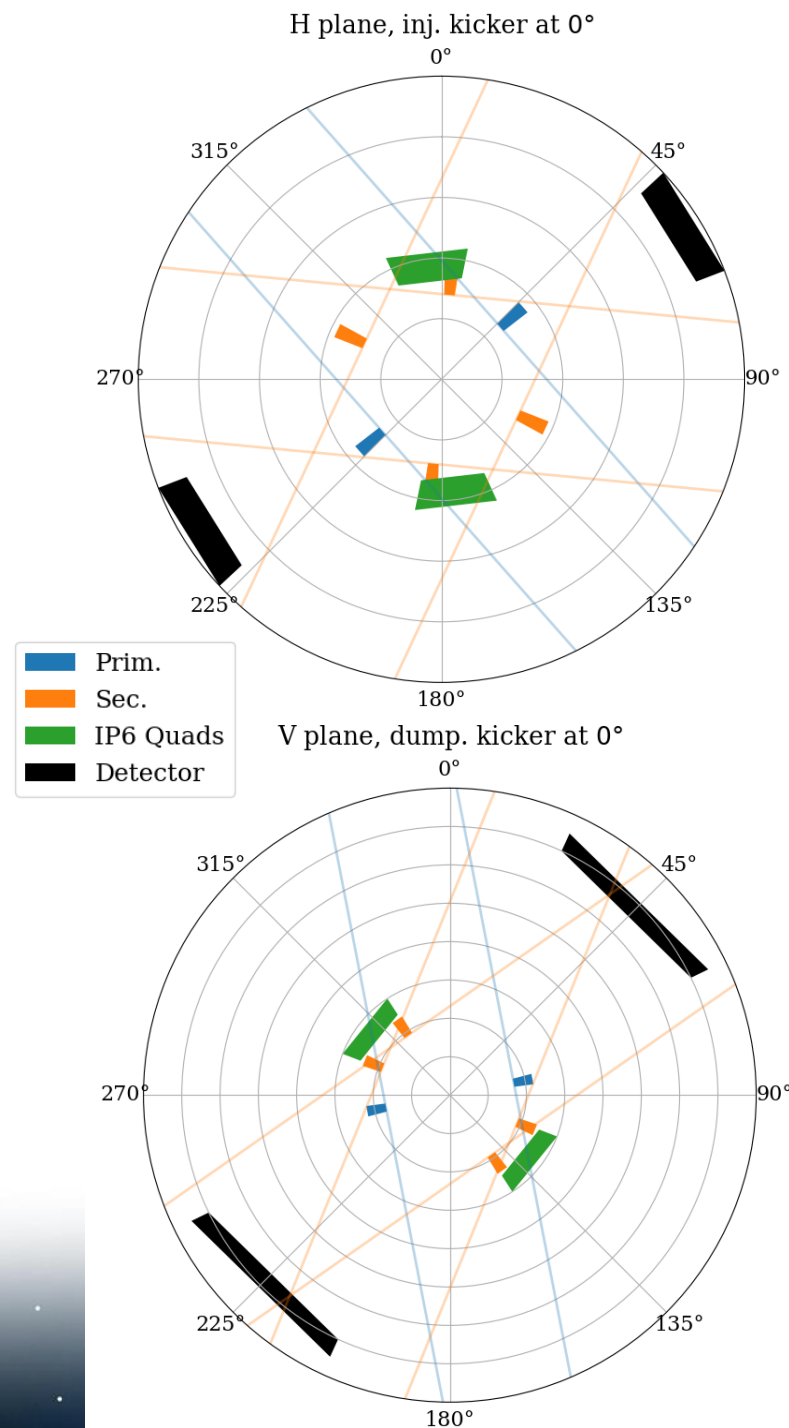 H plane, inj. kicker at 0°
0°
315°
45°
270°
90°
225°
135°
180°
Prim.
Sec.
IP6 Quads
Detector
V plane, dump. kicker at 0°
0°
315°
45°
270°
90°
225°
135°
180°